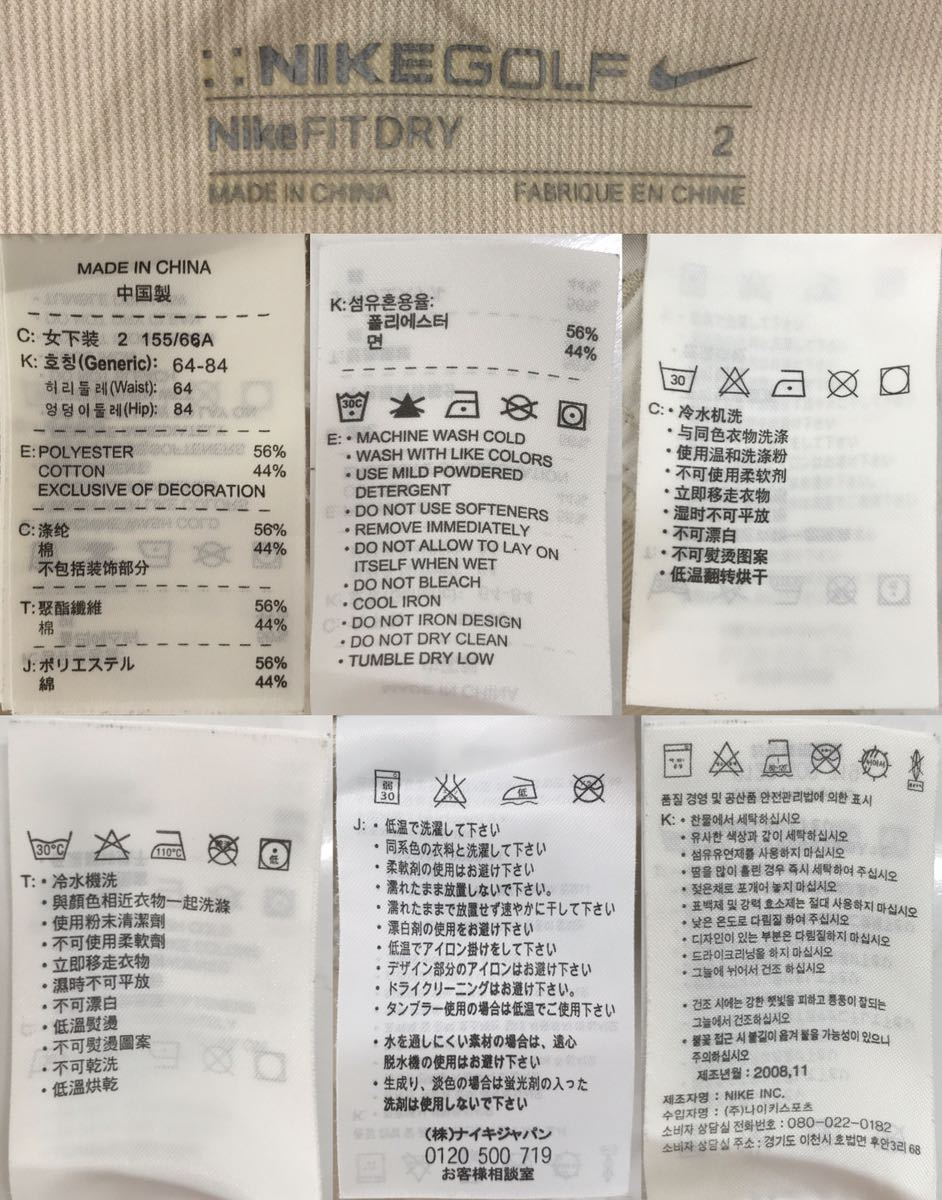 NIKEGOLF
NikeFITDRY 2
MADE IN CHINA FABRIQUE EN CHINE
MADE IN CHINA
中国製
C: 女下装 2 155/66A
K: 호칭(Generic): 64-84
허리둘레(Waist): 64
엉덩이둘레(Hip): 84
E: POLYESTER 56%
COTTON 44%
EXCLUSIVE OF DECORATION
C: 涤纶 56%
棉 44%
不包括装饰部分
T: 聚酯纖維 56%
棉 44%
J: ポリエステル 56%
綿 44%
K: 섬유혼용율:
폴리에스터 56%
면 44%
30C
E: • MACHINE WASH COLD
• WASH WITH LIKE COLORS
• USE MILD POWDERED
DETERGENT
• DO NOT USE SOFTENERS
• REMOVE IMMEDIATELY
• DO NOT ALLOW TO LAY ON
ITSELF WHEN WET
• DO NOT BLEACH
• COOL IRON
• DO NOT IRON DESIGN
• DO NOT DRY CLEAN
• TUMBLE DRY LOW
30
C: • 冷水机洗
• 与同色衣物洗涤
• 使用温和洗涤粉
• 不可使用柔软剂
• 立即移走衣物
• 湿时不可平放
• 不可漂白
• 不可熨烫图案
• 低温翻转烘干
30°C 110°C 低
T: • 冷水機洗
• 與顏色相近衣物一起洗滌
• 使用粉末清潔劑
• 不可使用柔軟劑
• 立即移走衣物
• 濕時不可平放
• 不可漂白
• 低溫熨燙
• 不可熨燙圖案
• 不可乾洗
• 低溫烘乾
弱 30 低
J: • 低温で洗濯して下さい
• 同系色の衣料と洗濯して下さい
• 柔軟剤の使用はお避け下さい
• 濡れたまま放置しないで下さい。
• 濡れたままで放置せず速やかに干して下さい
• 漂白剤の使用をお避け下さい
• 低温でアイロン掛けをして下さい
• デザイン部分のアイロンはお避け下さい
• ドライクリーニングはお避け下さい。
• タンブラー使用の場合は低温でご使用下さい
• 水を通しにくい素材の場合は、遠心
脱水機の使用はお避け下さい
• 生成り、淡色の場合は蛍光剤の入った
洗剤は使用しないで下さい
(株)ナイキジャパン
0120 500 719
お客様相談室
품질 경영 및 공산품 안전관리법에 의한 표시
K: • 찬물에서 세탁하십시오
• 유사한 색상과 같이 세탁하십시오
• 섬유유연제를 사용하지 마십시오
• 땀을 많이 흘린 경우 즉시 세탁하여 주십시오
• 젖은채로 포개어 놓지 마십시오
• 표백제 및 강력 효소제는 절대 사용하지 마십시오
• 낮은 온도로 다림질 하여 주십시오
• 디자인이 있는 부분은 다림질하지 마십시오
• 드라이크리닝을 하지 마십시오
• 그늘에 뉘어서 건조 하십시오
• 건조 시에는 강한 햇빛을 피하고 통풍이 잘되는
그늘에서 건조하십시오
• 불꽃 접근 시 불길이 옮겨 붙을 가능성이 있으니
주의하십시오
제조년월 : 2008,11
제조자명 : NIKE INC.
수입자명 : (주)나이키스포츠
소비자 상담실 전화번호 : 080-022-0182
소비자 상담실 주소 : 경기도 이천시 호법면 후안3리 68